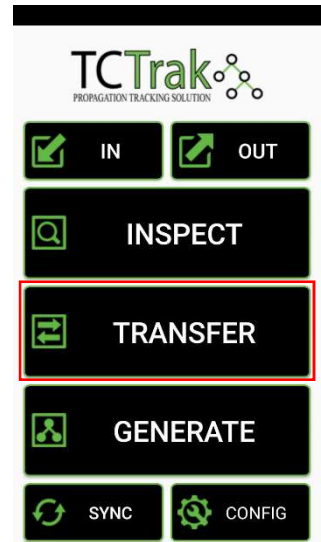 TCTrak
PROPAGATION TRACKING SOLUTION
IN OUT
INSPECT
TRANSFER
GENERATE
SYNC CONFIG